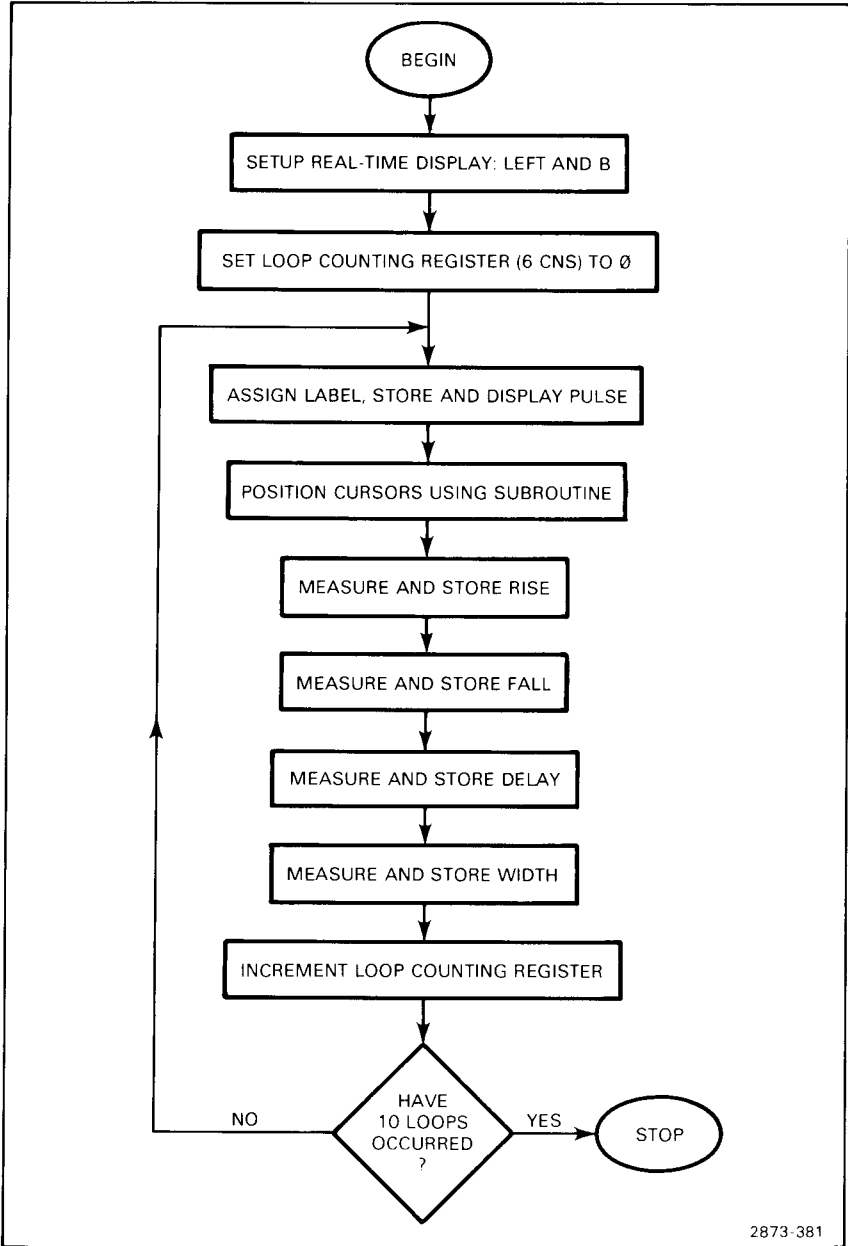 BEGIN
SETUP REAL-TIME DISPLAY: LEFT AND B
SET LOOP COUNTING REGISTER (6 CNS) TO Ø
ASSIGN LABEL, STORE AND DISPLAY PULSE
POSITION CURSORS USING SUBROUTINE
MEASURE AND STORE RISE
MEASURE AND STORE FALL
MEASURE AND STORE DELAY
MEASURE AND STORE WIDTH
INCREMENT LOOP COUNTING REGISTER
HAVE
10 LOOPS
OCCURRED
?
NO
YES
STOP
2873-381